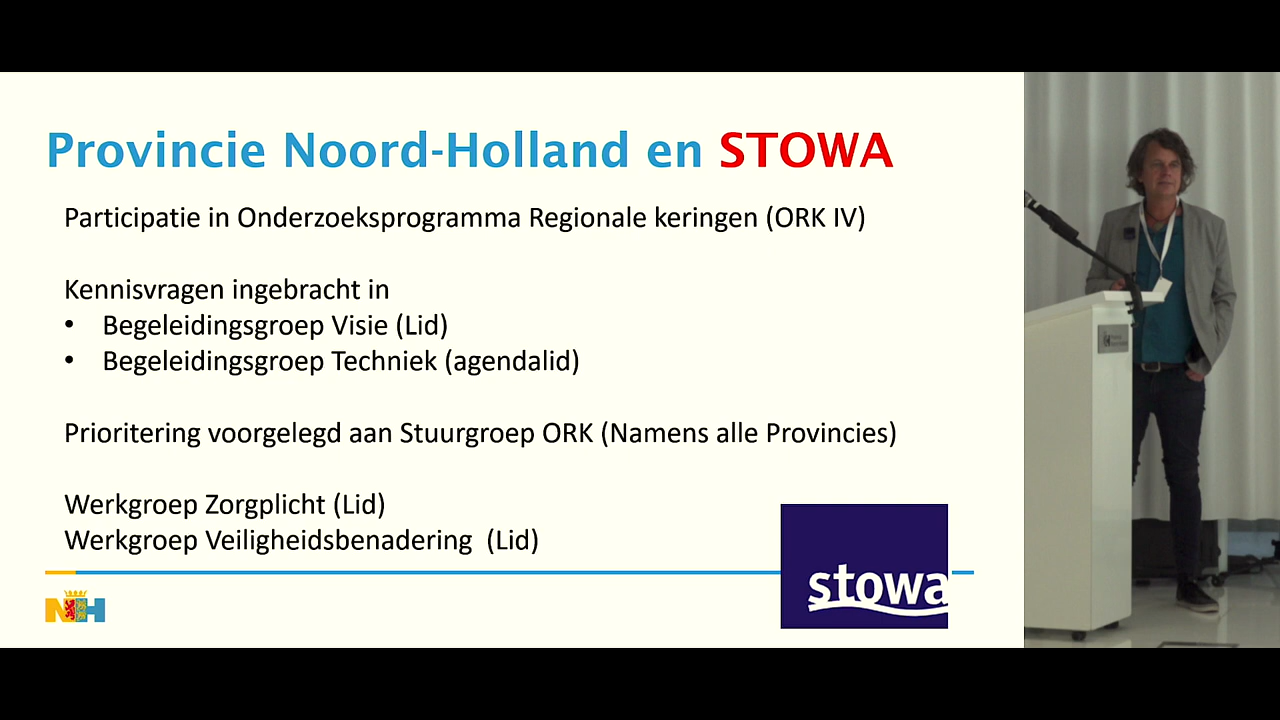 Provincie Noord-Holland en STOWA
Participatie in Onderzoeksprogramma Regionale keringen (ORK IV)
Kennisvragen ingebracht in
• Begeleidingsgroep Visie (Lid)
• Begeleidingsgroep Techniek (agendalid)
Prioritering voorgelegd aan Stuurgroep ORK (Namens alle Provincies)
Werkgroep Zorgplicht (Lid)
Werkgroep Veiligheidsbenadering (Lid)
NH
stowa